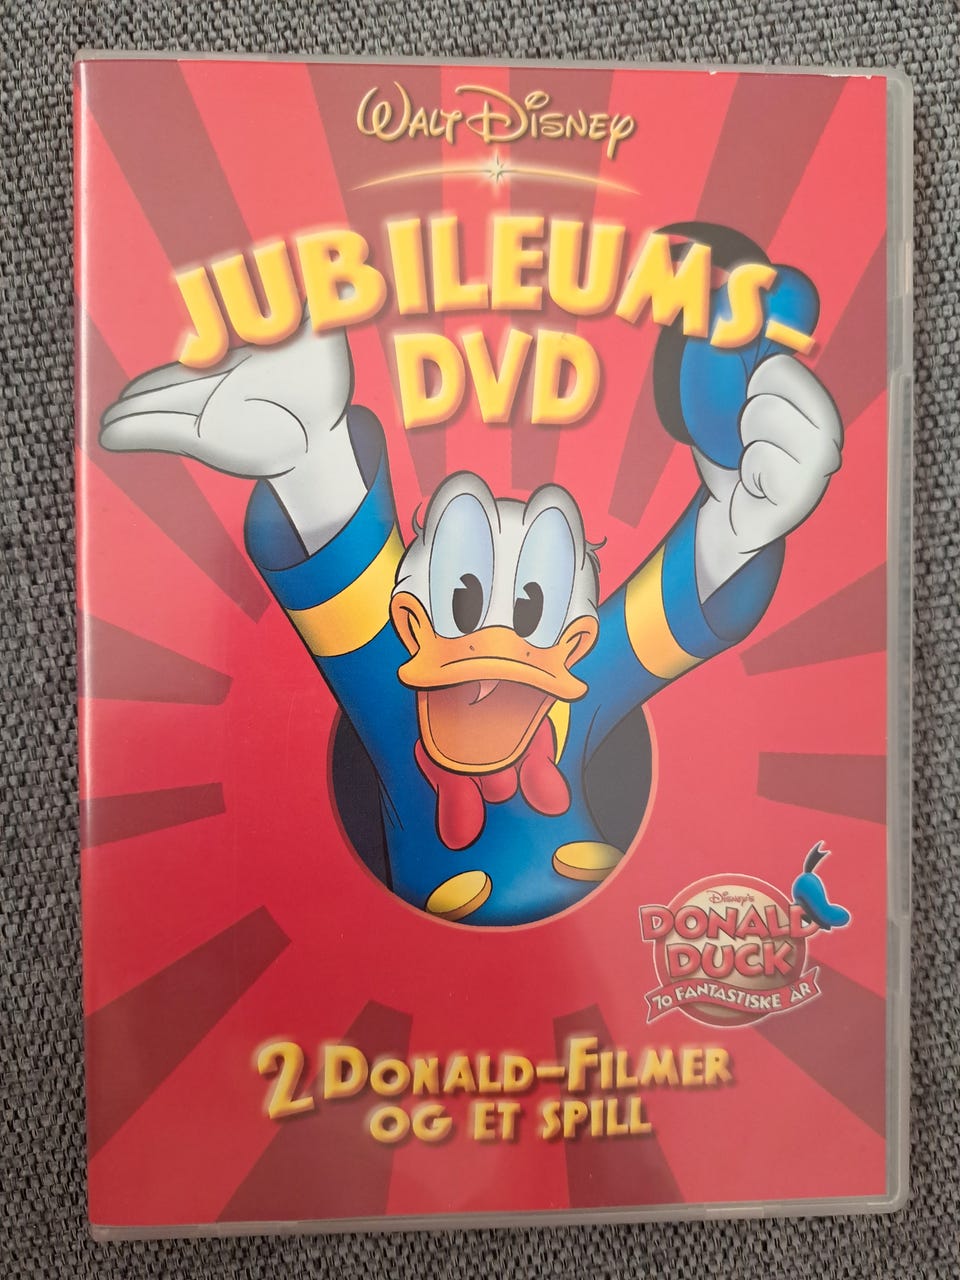 WALT DISNEY
JUBILEUMS-
DVD
DISNEY'S
DONALD
DUCK
70 FANTASTISKE ÅR
2 DONALD-FILMER
OG ET SPILL